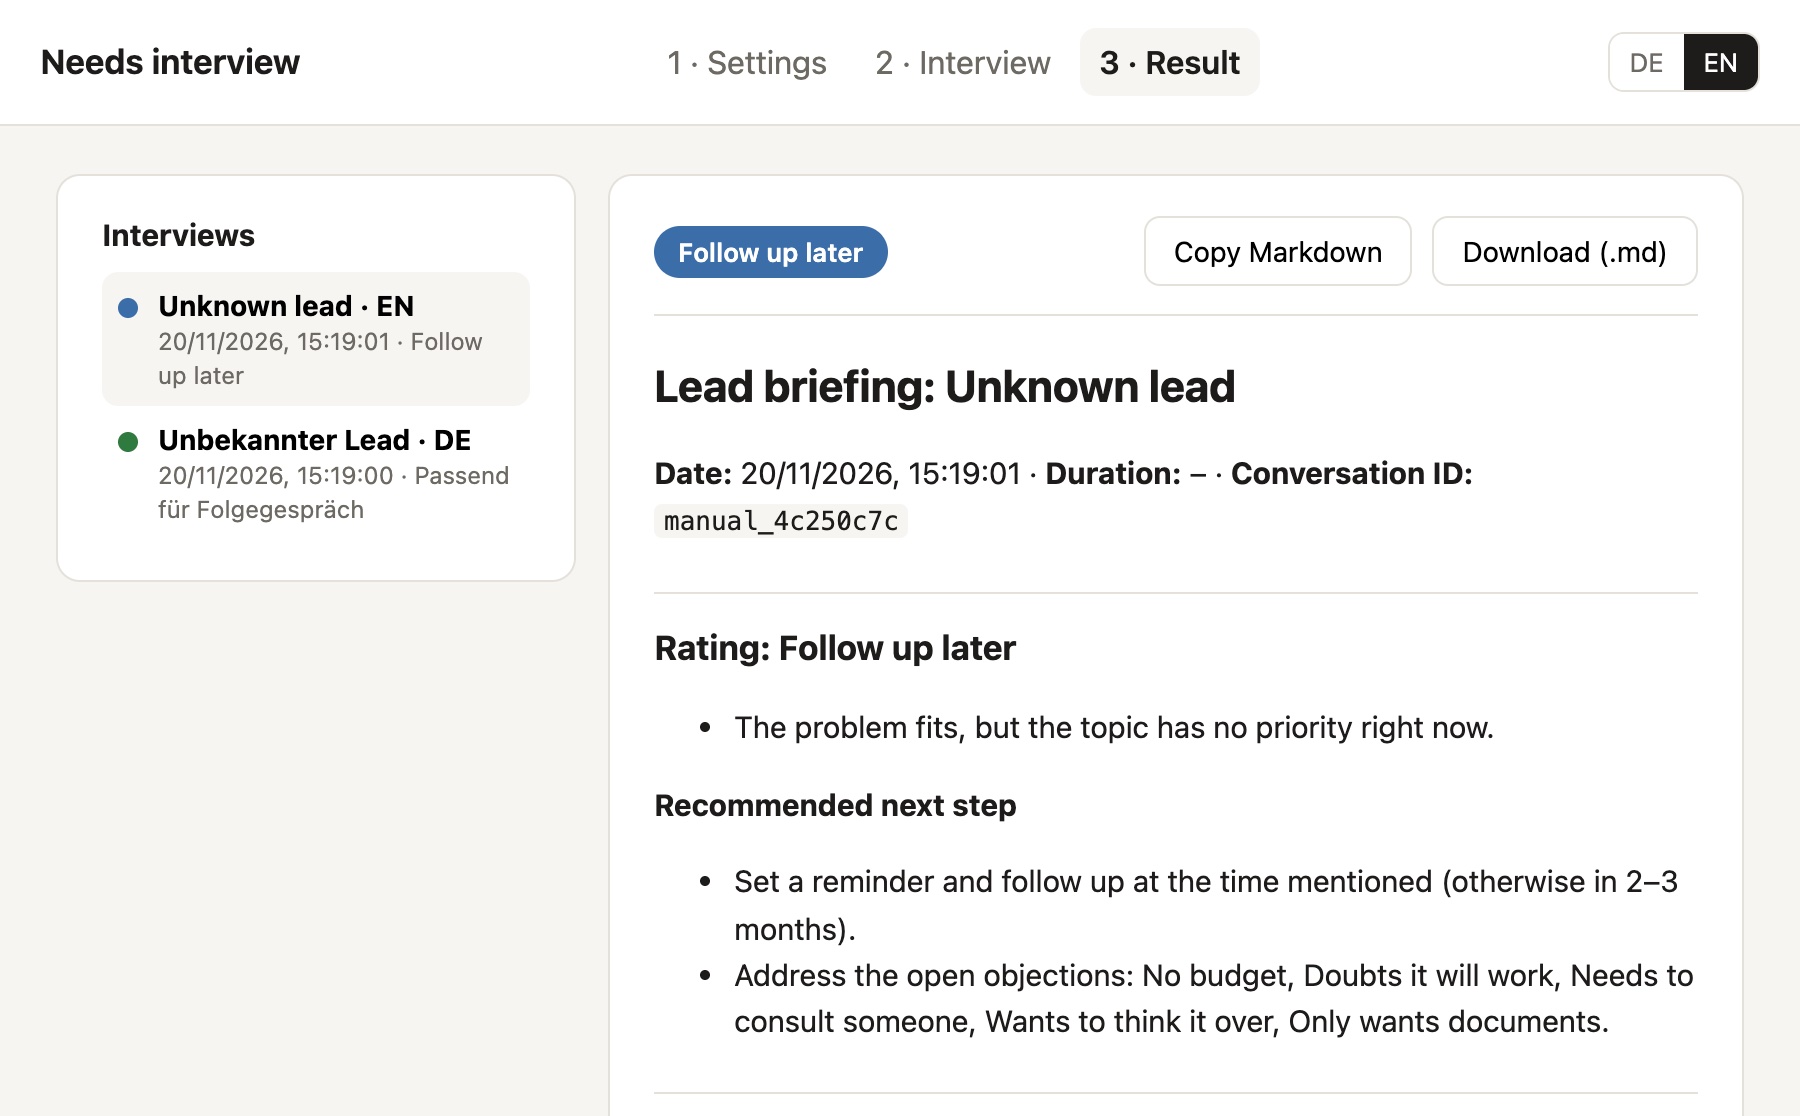 Needs interview
1 · Settings
2 · Interview
3 · Result
DE
EN
Interviews
Unknown lead · EN
20/11/2026, 15:19:01 · Follow
up later
Unbekannter Lead · DE
20/11/2026, 15:19:00 · Passend
für Folgegespräch
Follow up later
Copy Markdown
Download (.md)
Lead briefing: Unknown lead
Date: 20/11/2026, 15:19:01 · Duration: – · Conversation ID:
manual_4c250c7c
Rating: Follow up later
• The problem fits, but the topic has no priority right now.
Recommended next step
• Set a reminder and follow up at the time mentioned (otherwise in 2–3
months).
• Address the open objections: No budget, Doubts it will work, Needs to
consult someone, Wants to think it over, Only wants documents.